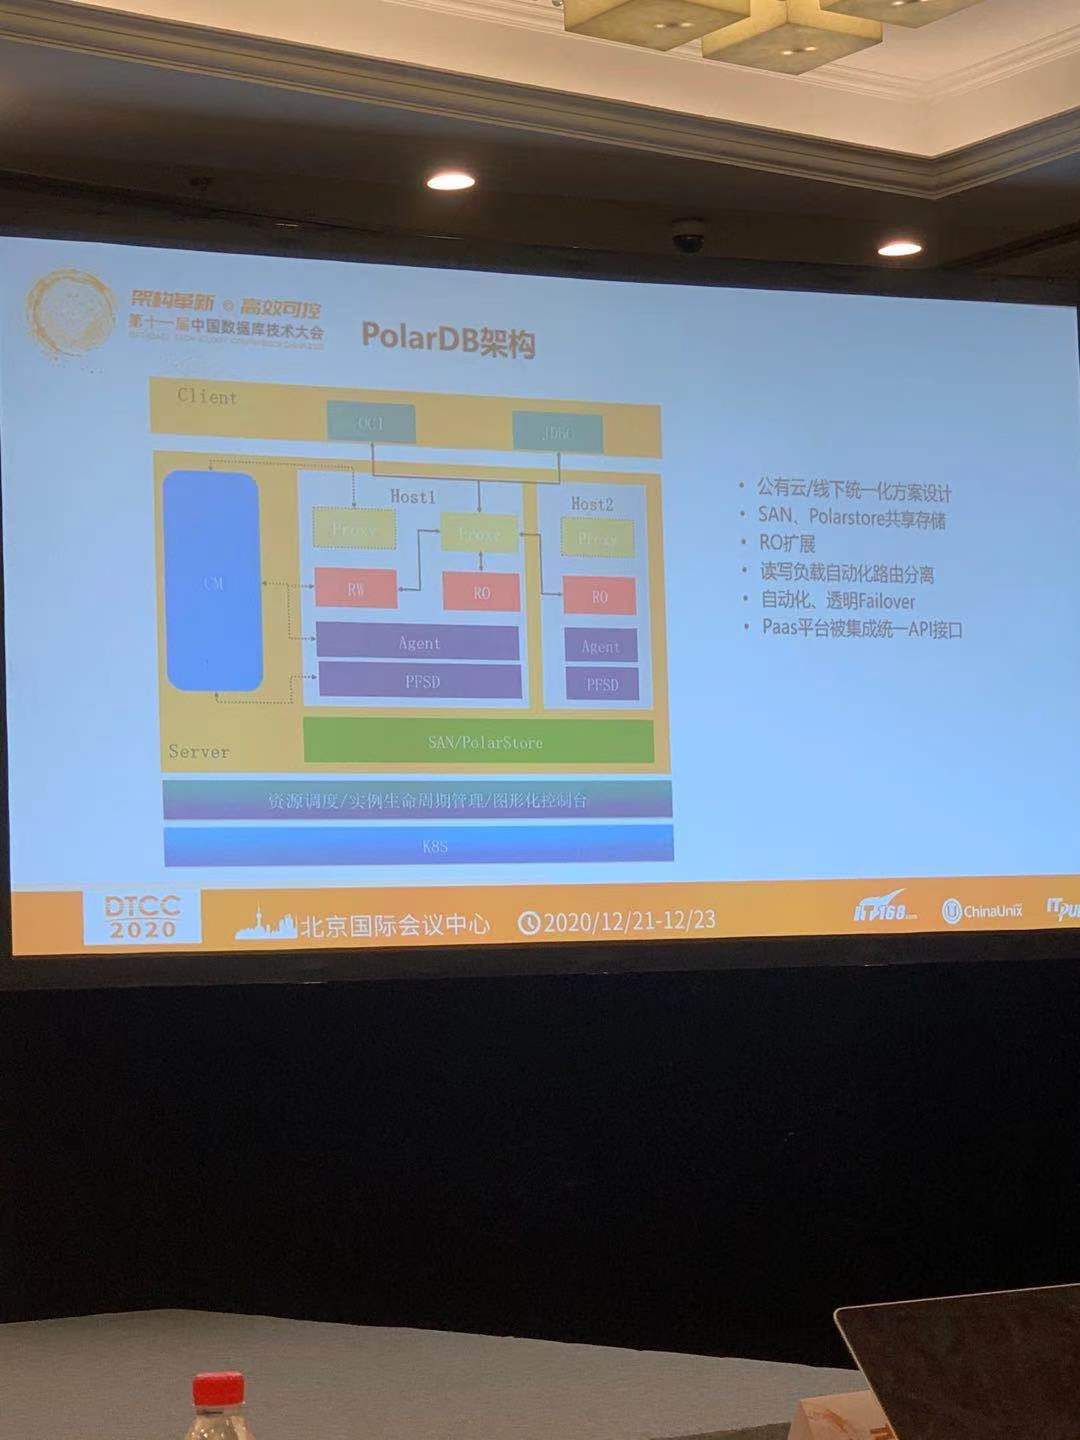 架构革新 高效可控
第十一届中国数据库技术大会
PolarDB架构
Client
OCI
JDBC
CM
Host1
Host2
Proxy
Proxy
Proxy
RW
RO
RO
Agent
Agent
PFSD
PFSD
SAN/PolarStore
Server
资源调度/实例生命周期管理/图形化控制台
K8S
• 公有云/线下统一化方案设计
• SAN、Polarstore共享存储
• RO扩展
• 读写负载自动化路由分离
• 自动化、透明Failover
• Paas平台被集成统一API接口
DTCC
2020
北京国际会议中心
2020/12/21-12/23
IT168.com
ChinaUnix
ITPU